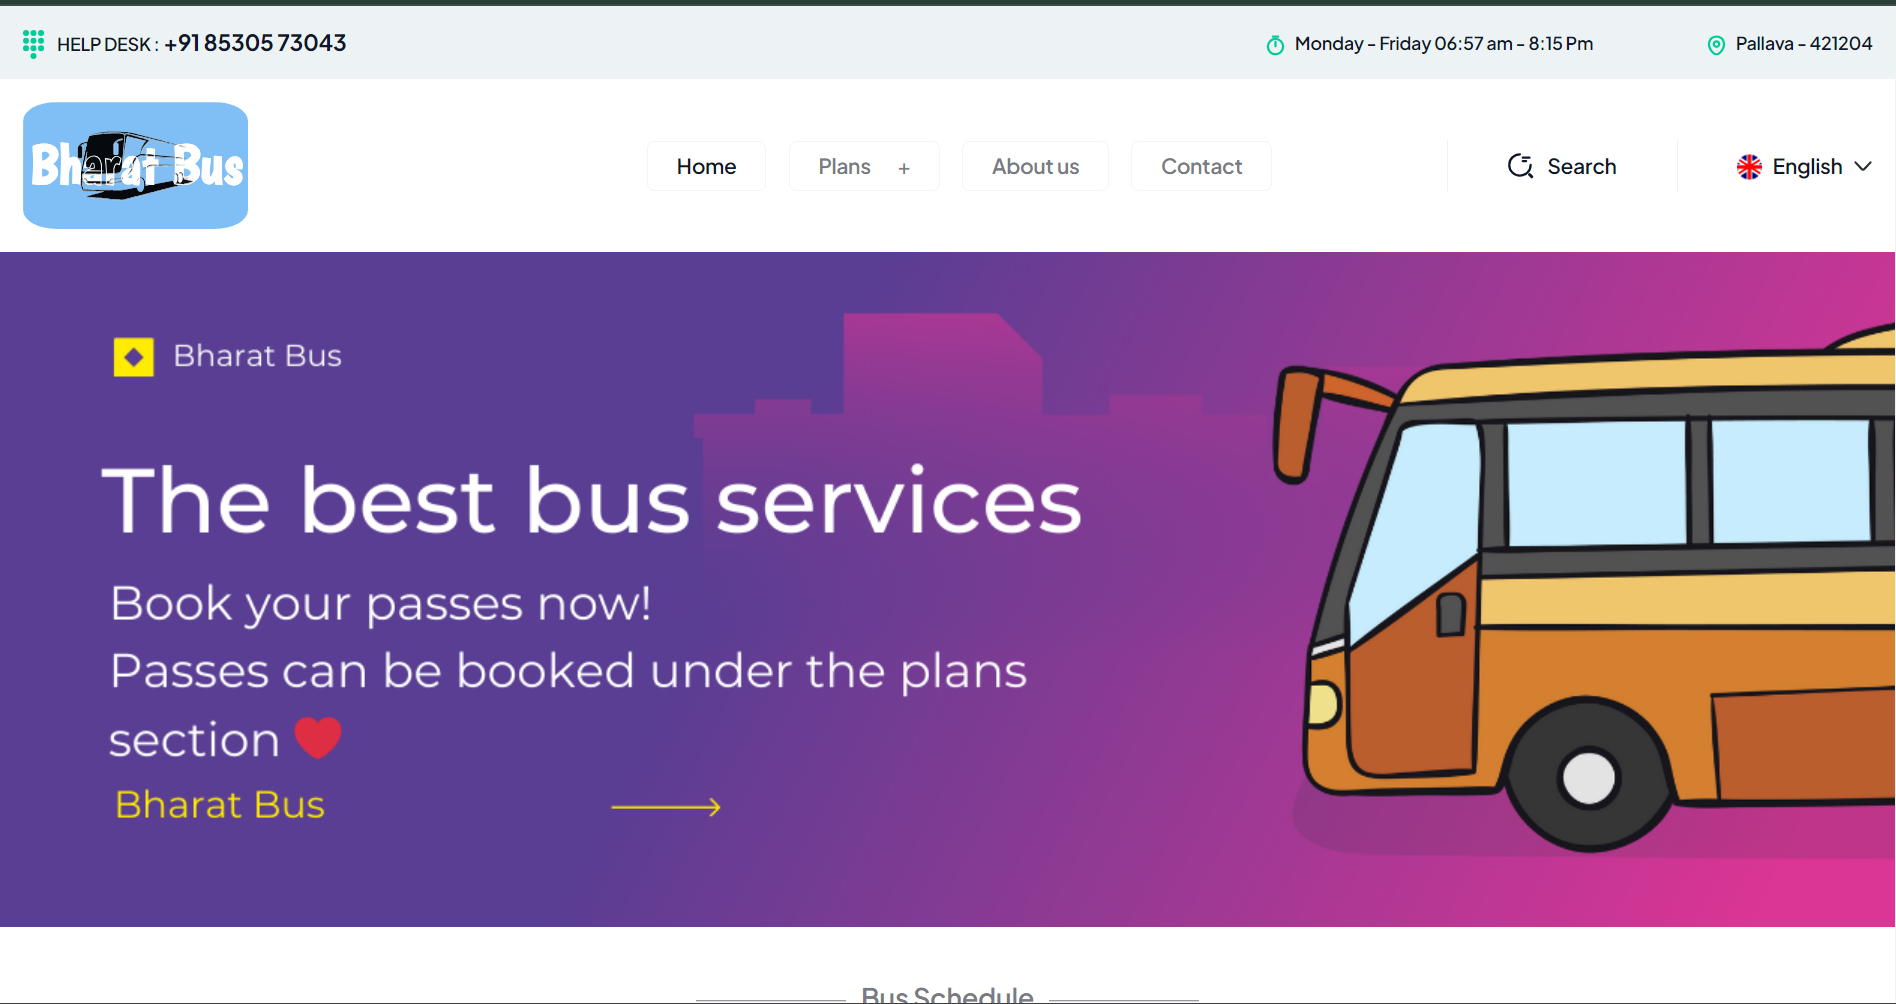 HELP DESK : +91 85305 73043
Monday - Friday 06:57 am - 8:15 Pm
Pallava - 421204
Bharat Bus
Home
Plans +
About us
Contact
Search
English
Bharat Bus
The best bus services
Book your passes now!
Passes can be booked under the plans
section ❤️
Bharat Bus
Bus Schedule